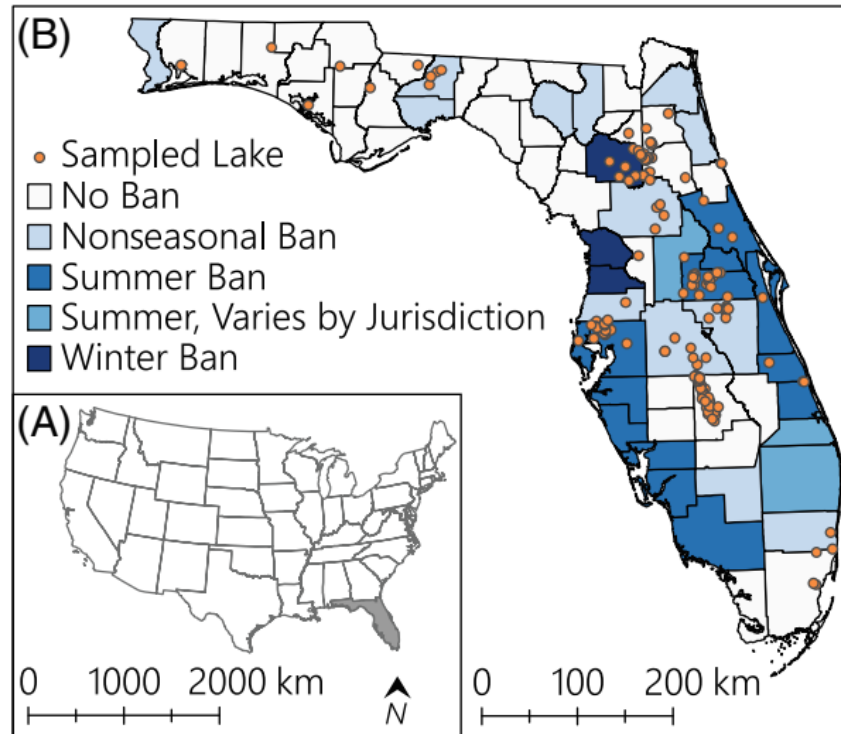 (B)
Sampled Lake
No Ban
Nonseasonal Ban
Summer Ban
Summer, Varies by Jurisdiction
Winter Ban
(A)
0 1000 2000 km
N
0 100 200 km